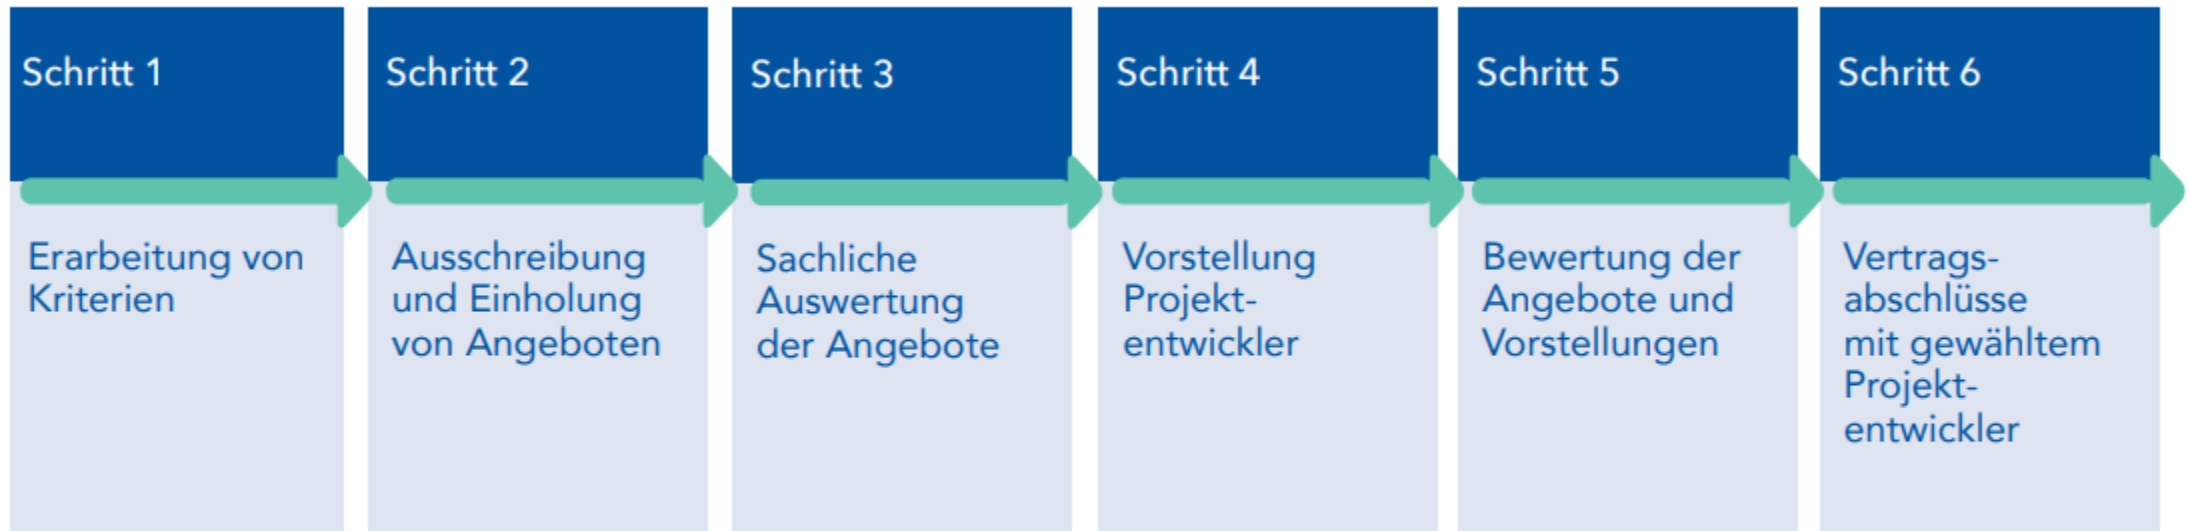 Schritt 1
Erarbeitung von
Kriterien
Schritt 2
Ausschreibung
und Einholung
von Angeboten
Schritt 3
Sachliche
Auswertung
der Angebote
Schritt 4
Vorstellung
Projekt-
entwickler
Schritt 5
Bewertung der
Angebote und
Vorstellungen
Schritt 6
Vertrags-
abschlüsse
mit gewähltem
Projekt-
entwickler